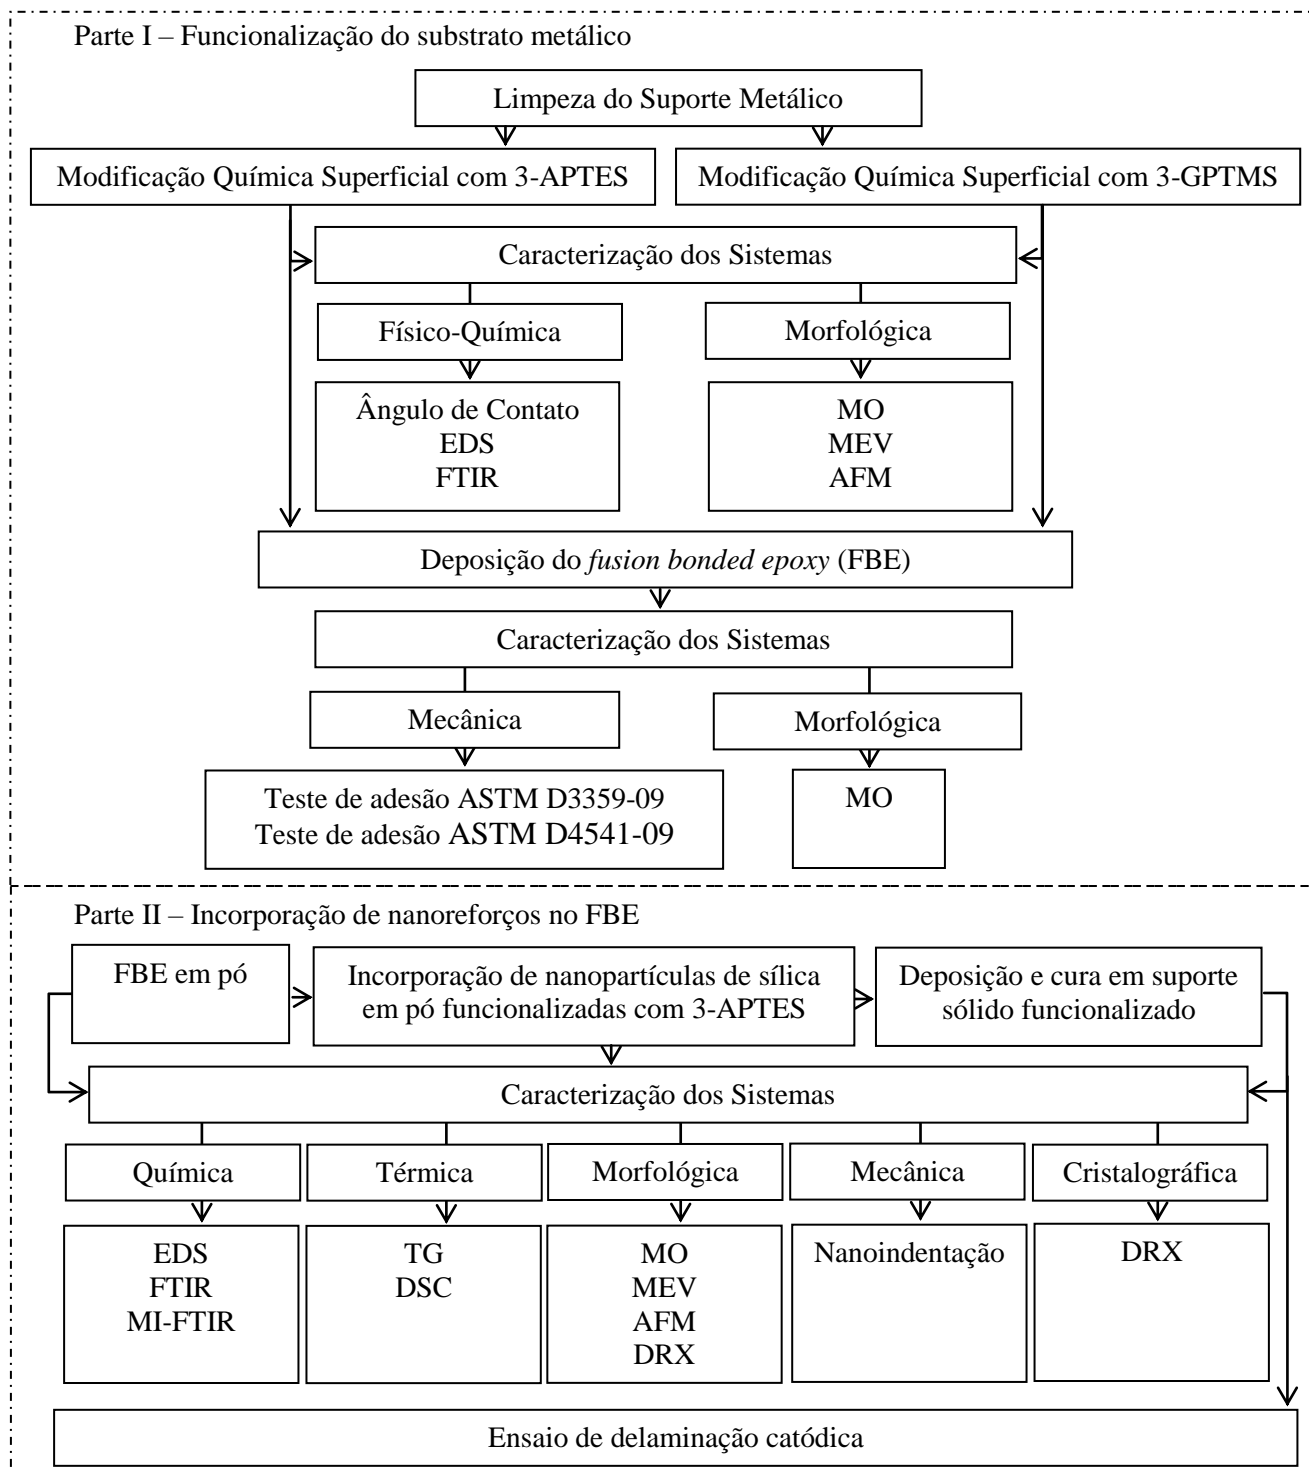 Parte I – Funcionalização do substrato metálico
Limpeza do Suporte Metálico
Modificação Química Superficial com 3-APTES
Modificação Química Superficial com 3-GPTMS
Caracterização dos Sistemas
Físico-Química
Morfológica
Ângulo de Contato
EDS
FTIR
MO
MEV
AFM
Deposição do fusion bonded epoxy (FBE)
Caracterização dos Sistemas
Mecânica
Morfológica
Teste de adesão ASTM D3359-09
Teste de adesão ASTM D4541-09
MO
Parte II – Incorporação de nanoreforços no FBE
FBE em pó
Incorporação de nanopartículas de sílica
em pó funcionalizadas com 3-APTES
Deposição e cura em suporte
sólido funcionalizado
Caracterização dos Sistemas
Química
Térmica
Morfológica
Mecânica
Cristalográfica
EDS
FTIR
MI-FTIR
TG
DSC
MO
MEV
AFM
DRX
Nanoindentação
DRX
Ensaio de delaminação catódica